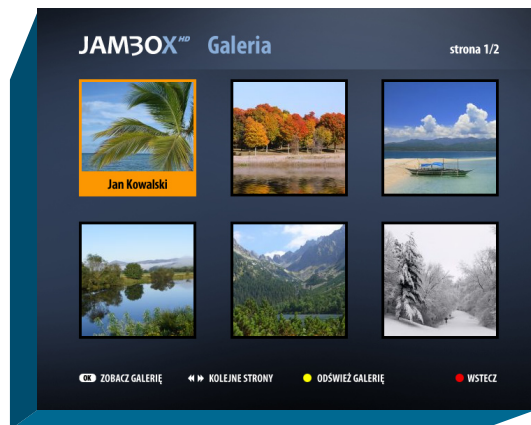 JAMBOX HD Galeria
strona 1/2
Jan Kowalski
OK ZOBACZ GALERIĘ
KOLEJNE STRONY
ODŚWIEŻ GALERIĘ
WSTECZ